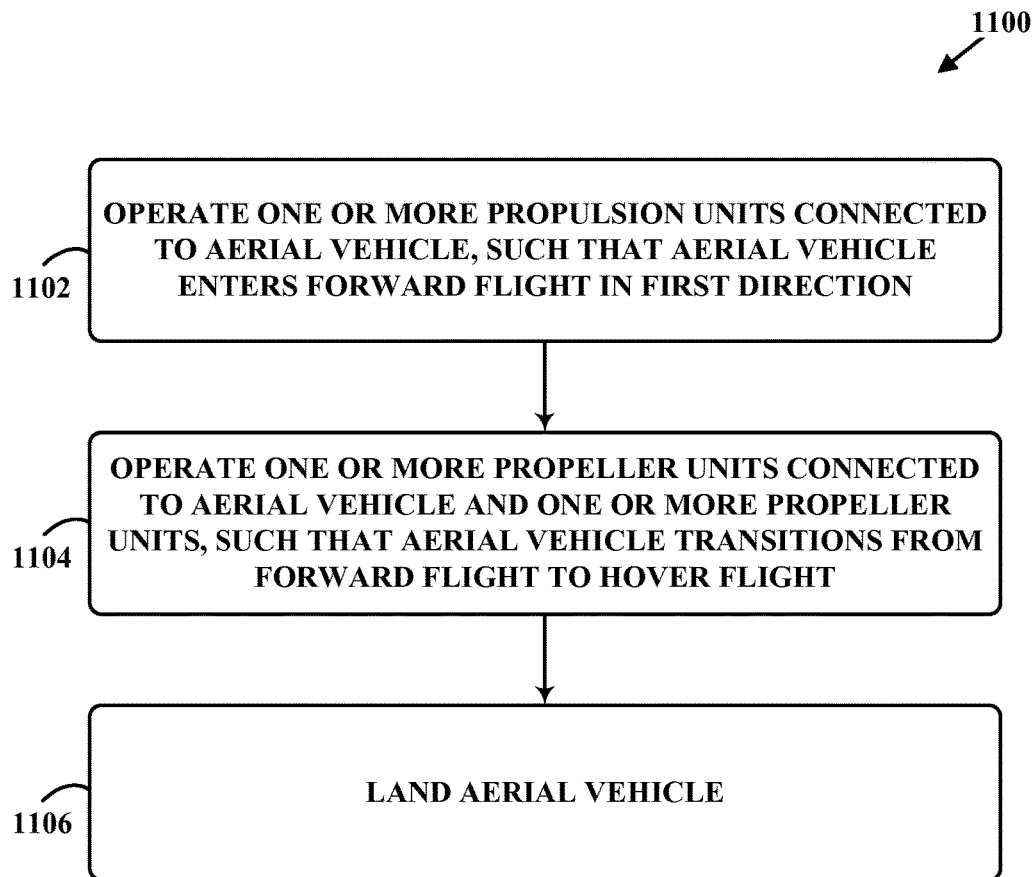 1100
OPERATE ONE OR MORE PROPULSION UNITS CONNECTED
TO AERIAL VEHICLE, SUCH THAT AERIAL VEHICLE
ENTERS FORWARD FLIGHT IN FIRST DIRECTION
1102
OPERATE ONE OR MORE PROPELLER UNITS CONNECTED
TO AERIAL VEHICLE AND ONE OR MORE PROPELLER
UNITS, SUCH THAT AERIAL VEHICLE TRANSITIONS FROM
FORWARD FLIGHT TO HOVER FLIGHT
1104
LAND AERIAL VEHICLE
1106